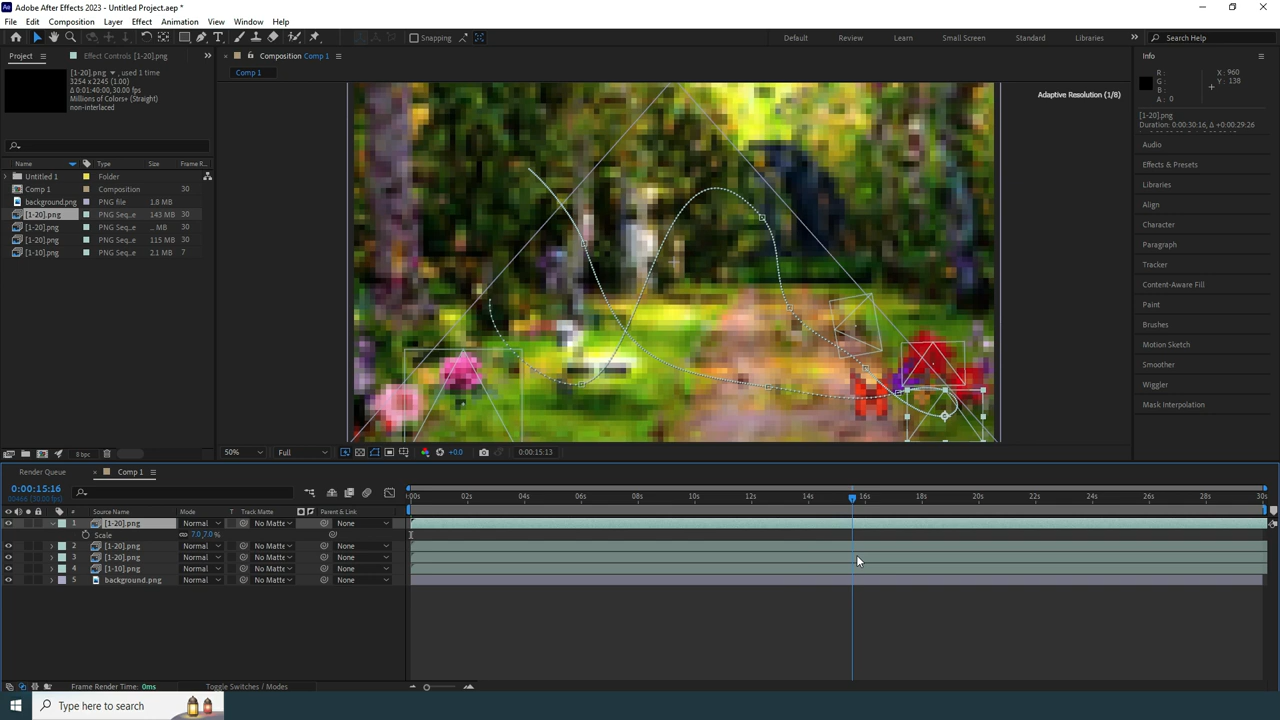 Adobe After Effects 2023 - Untitled Project.aep *
File Edit Composition Layer Effect Animation View Window Help
Snapping Default Review Learn Small Screen Standard Libraries Search Help
Project Effect Controls [1-20].png Composition Comp 1 Info
Comp 1
[1-20].png , used 1 time
3254 x 2245 (1.00)
Δ 0:01:40:00, 30.00 fps
Millions of Colors+ (Straight)
non-interlaced
Adaptive Resolution (1/8)
R :
G :
B :
A : 0
X : 960
Y : 138
[1-20].png
Duration: 0:00:30:16, Δ +0:00:29:26
Audio
Effects & Presets
Libraries
Align
Character
Paragraph
Tracker
Content-Aware Fill
Paint
Brushes
Motion Sketch
Smoother
Wiggler
Mask Interpolation
Name Type Size Frame R...
Untitled 1 Folder
Comp 1 Composition 30
background.png PNG file 1.8 MB
[1-20].png PNG Seq...e 143 MB 30
[1-20].png PNG Seq...e ... MB 30
[1-20].png PNG Seq...e 115 MB 30
[1-10].png PNG Seq...e 2.1 MB 7
8 bpc
50% Full +0.0 0:00:15:13
Render Queue Comp 1
0:00:15:16
:00s 02s 04s 06s 08s 10s 12s 14s 16s 18s 20s 22s 24s 26s 28s 30s
# Source Name Mode T Track Matte Parent & Link
1 [1-20].png Normal No Matte None
Scale 7.0,7.0 %
2 [1-20].png Normal No Matte None
3 [1-20].png Normal No Matte None
4 [1-10].png Normal No Matte None
5 background.png Normal No Matte None
Frame Render Time: 0ms Toggle Switches / Modes
Type here to search